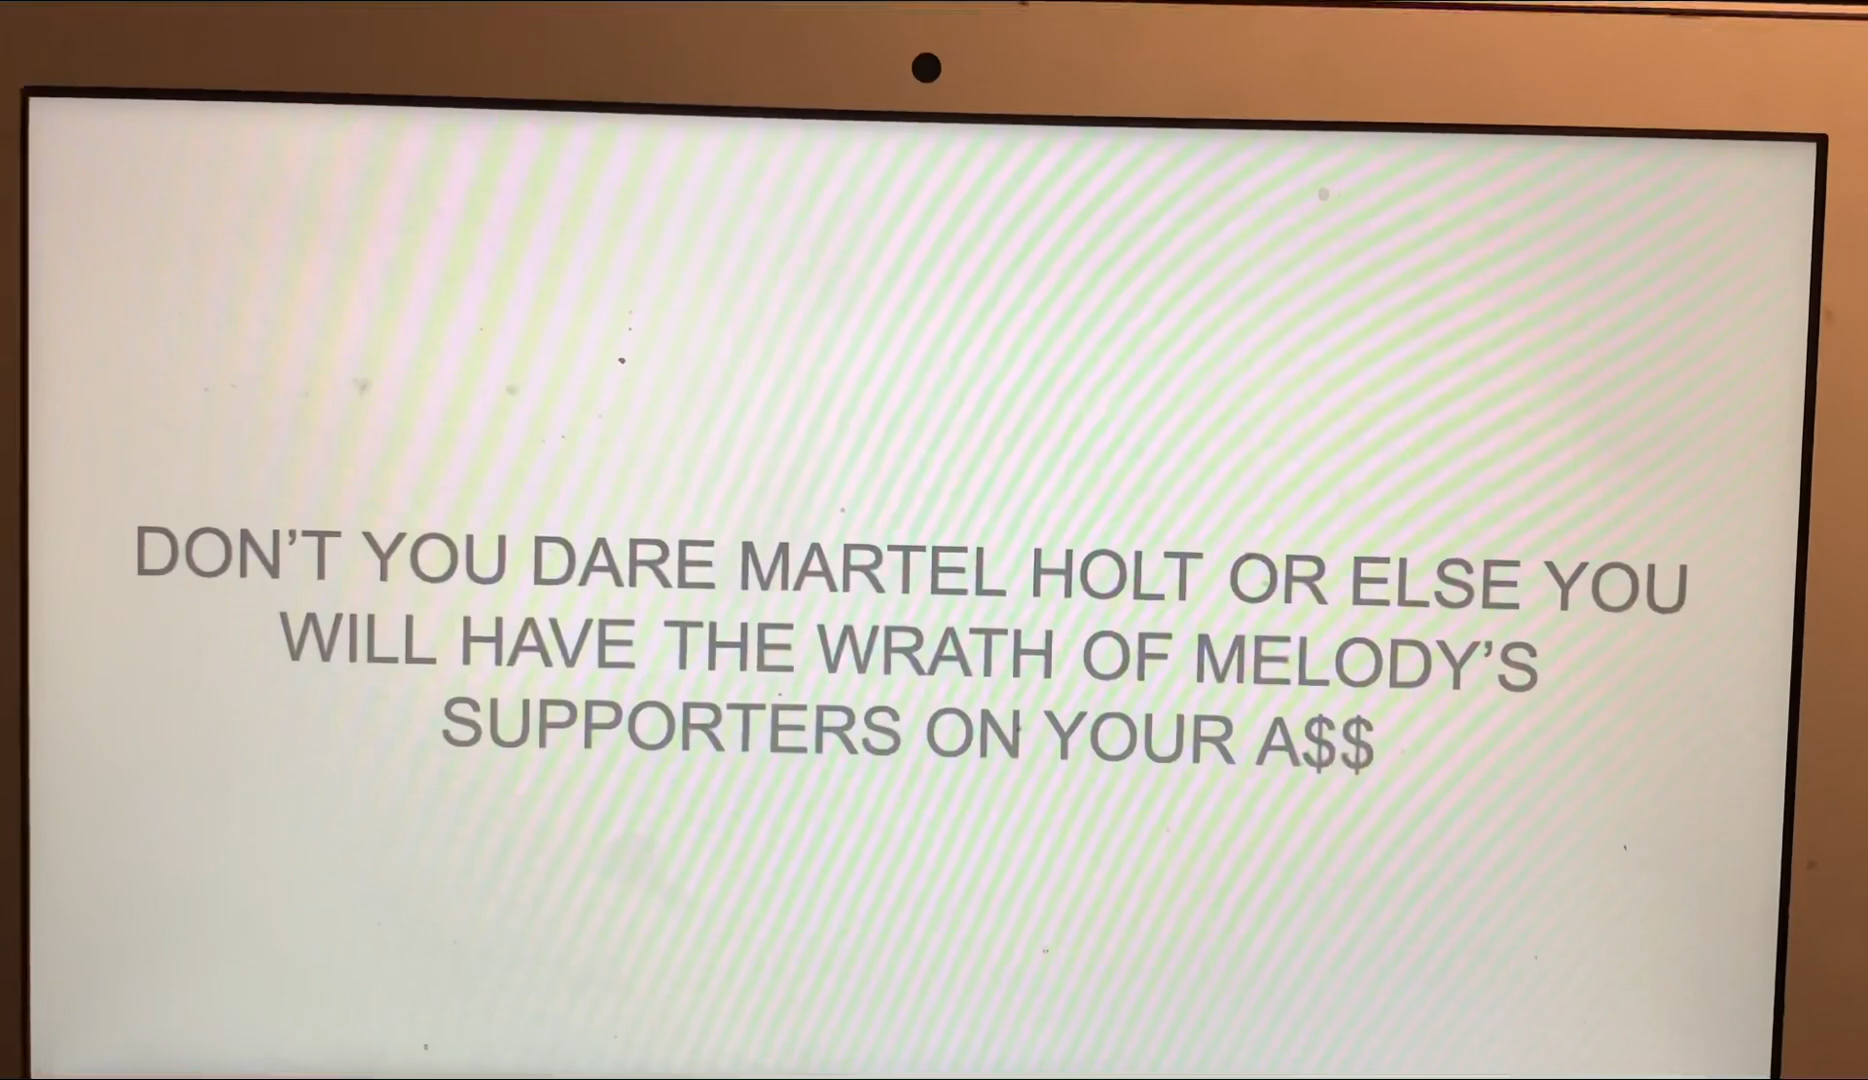 DON'T YOU DARE MARTEL HOLT OR ELSE YOU
WILL HAVE THE WRATH OF MELODY'S
SUPPORTERS ON YOUR A$$